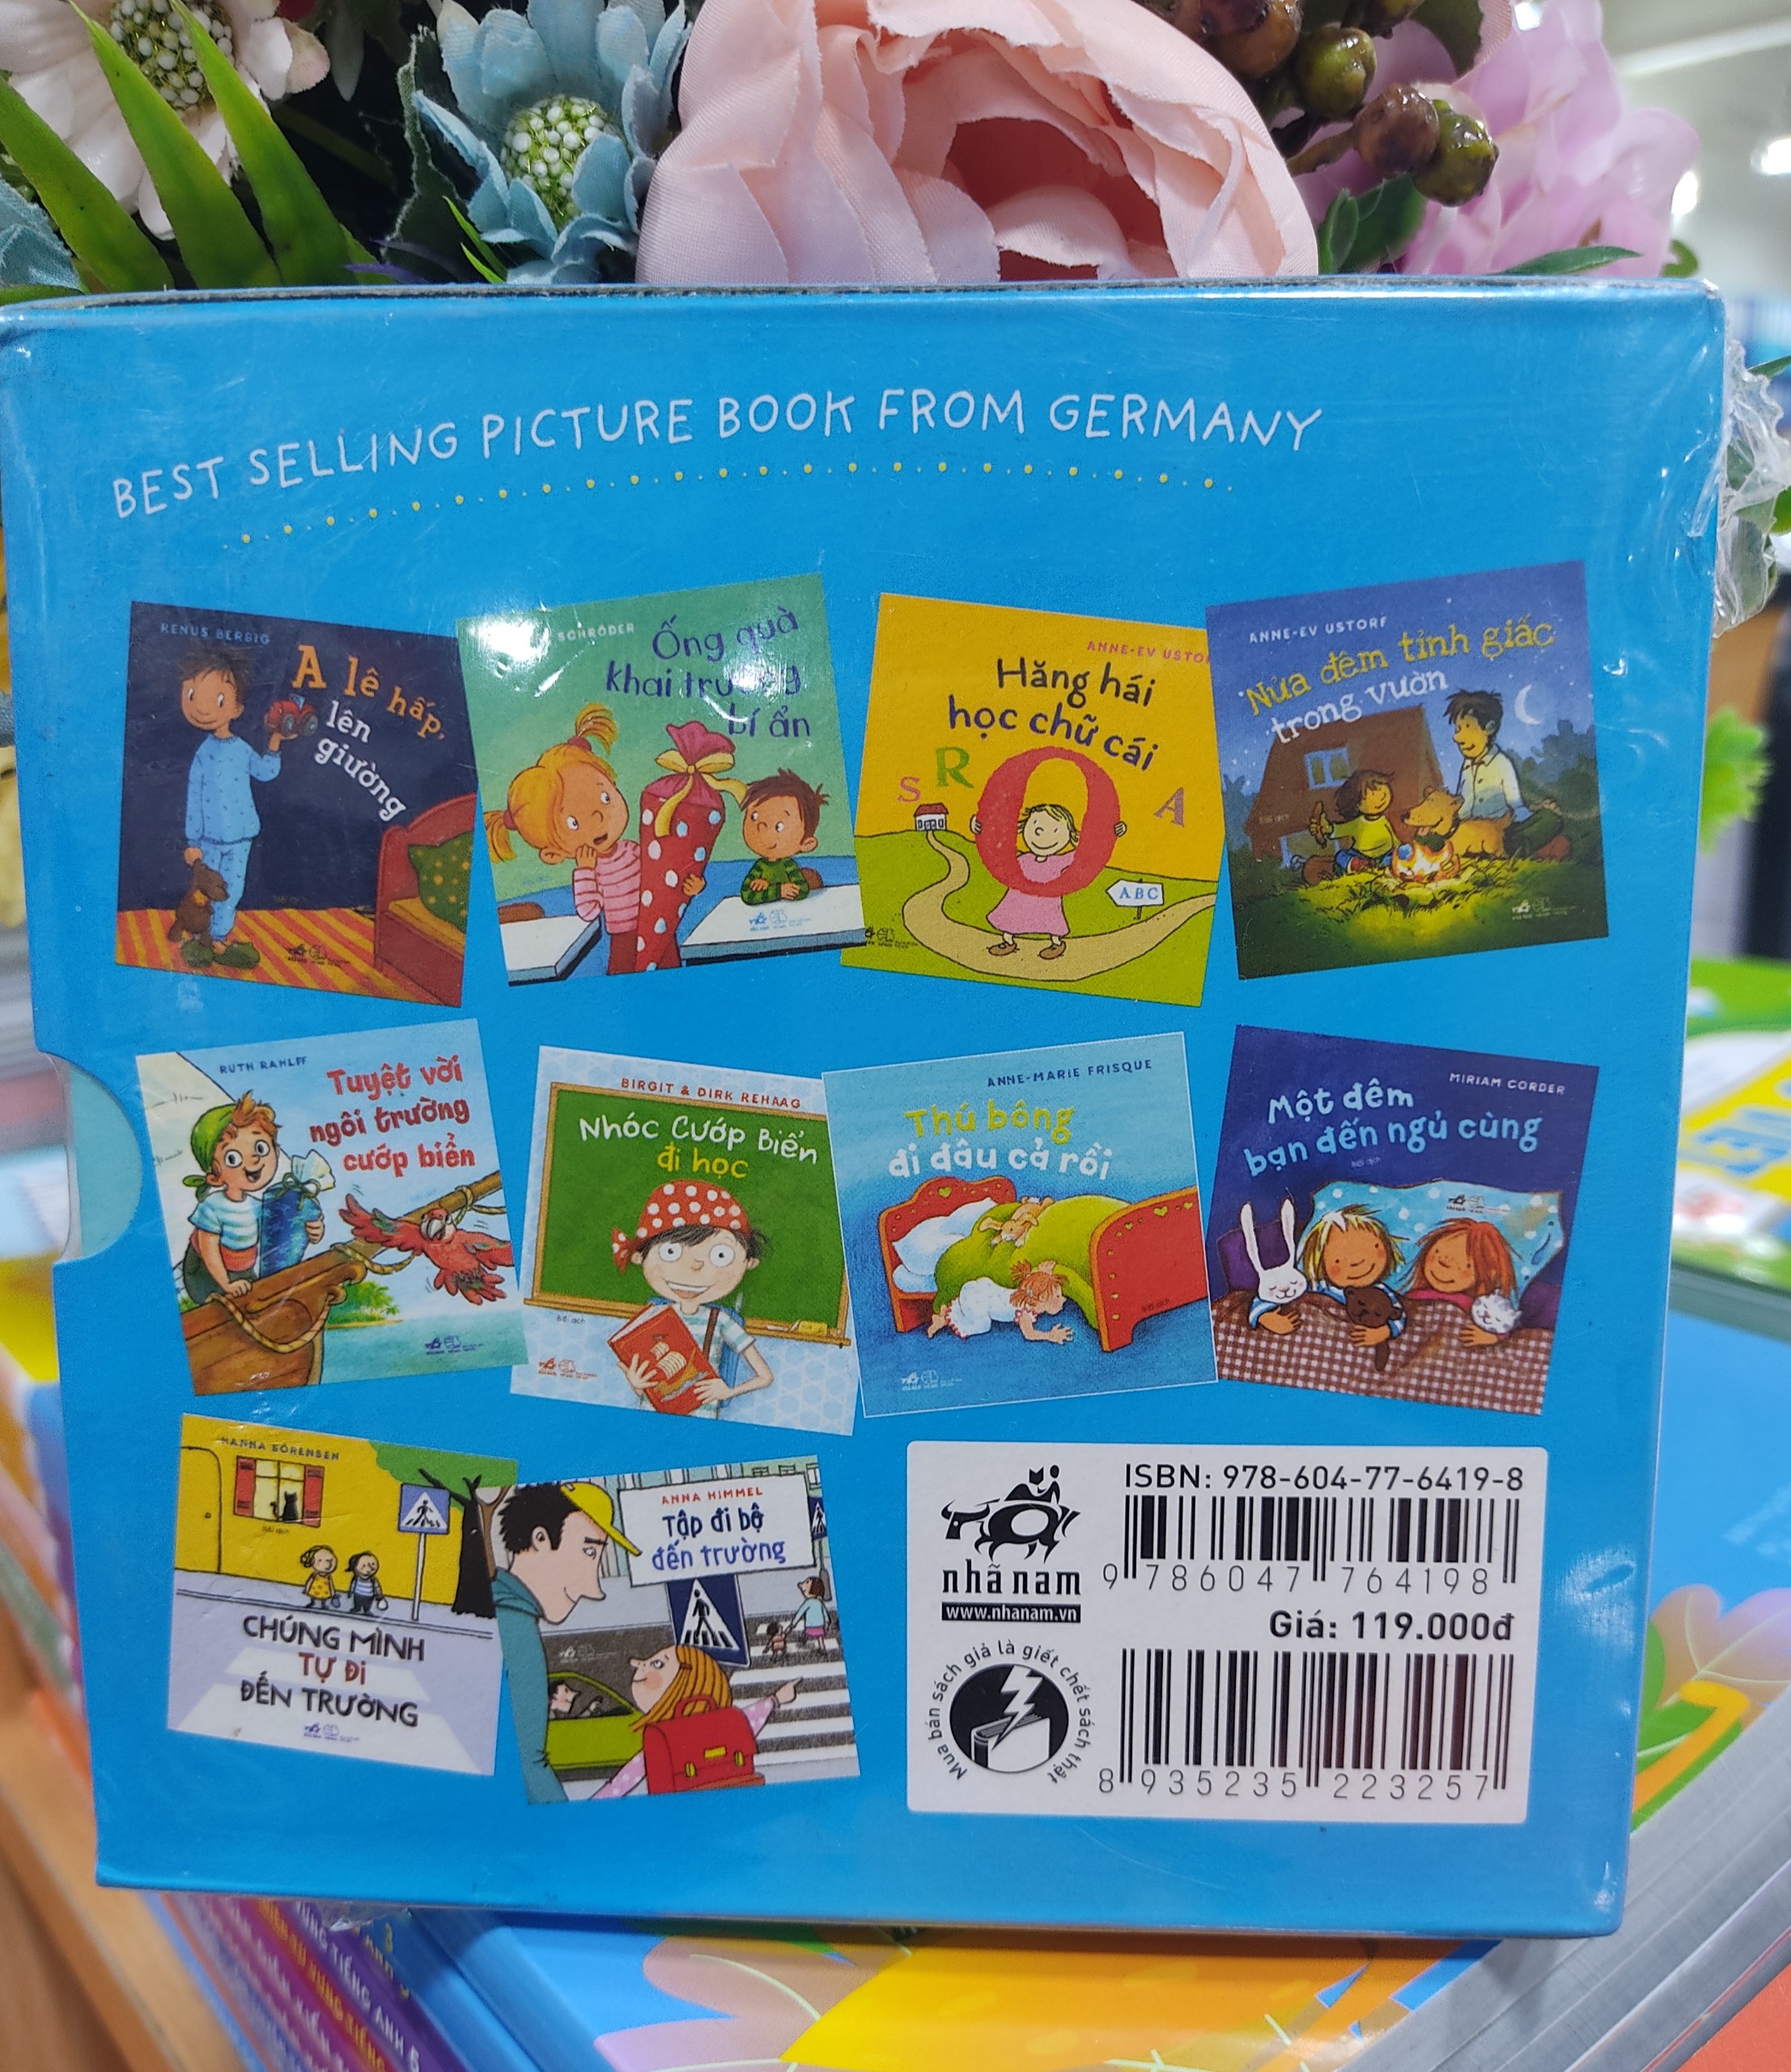 BEST SELLING PICTURE BOOK FROM GERMANY
RENUS BERBIG
A lê hấp,
lên
giường
SCHRÖDER
Ống quà
khai trường
bí ẩn
ANNE-EV USTO
Hăng hái
học chữ cái
S R O A
ABC
ANNE-EV USTORF
Nửa đêm tỉnh giấc
trong vườn
RUTH RAHLFF
Tuyệt vời
ngôi trường
cướp biển
BIRGIT & DIRK REHAAG
Nhóc Cướp Biển
đi học
ANNE-MARIE FRISQUE
Thú bông
đi đâu cả rồi
MIRIAM CORDER
Một đêm
bạn đến ngủ cùng
HANNA SÖRENSEN
CHÚNG MÌNH
TỰ ĐI
ĐẾN TRƯỜNG
ANNA HIMMEL
Tập đi bộ
đến trường
nhã nam
www.nhanam.vn
Mua bán sách giả là giết chết sách thật
ISBN: 978-604-77-6419-8
9 786047 764198
Giá: 119.000đ
8 935235 223257